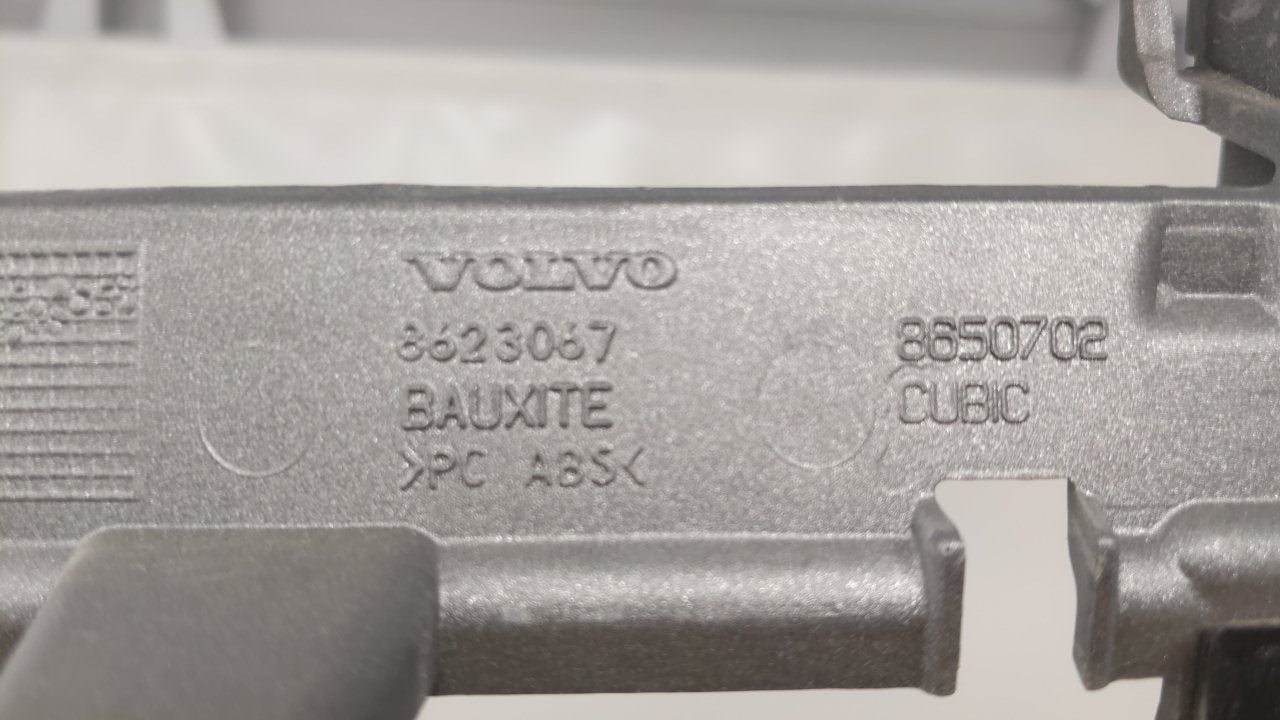 VOLVO
8623067
BAUXITE
>PC ABS<
8650702
CUBIC